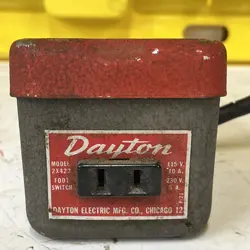 Dayton
MODEL 115 V.
2X427 10 A.
FOOT 230 V.
SWITCH 5 A.
DAYTON ELECTRIC MFG. CO., CHICAGO 12